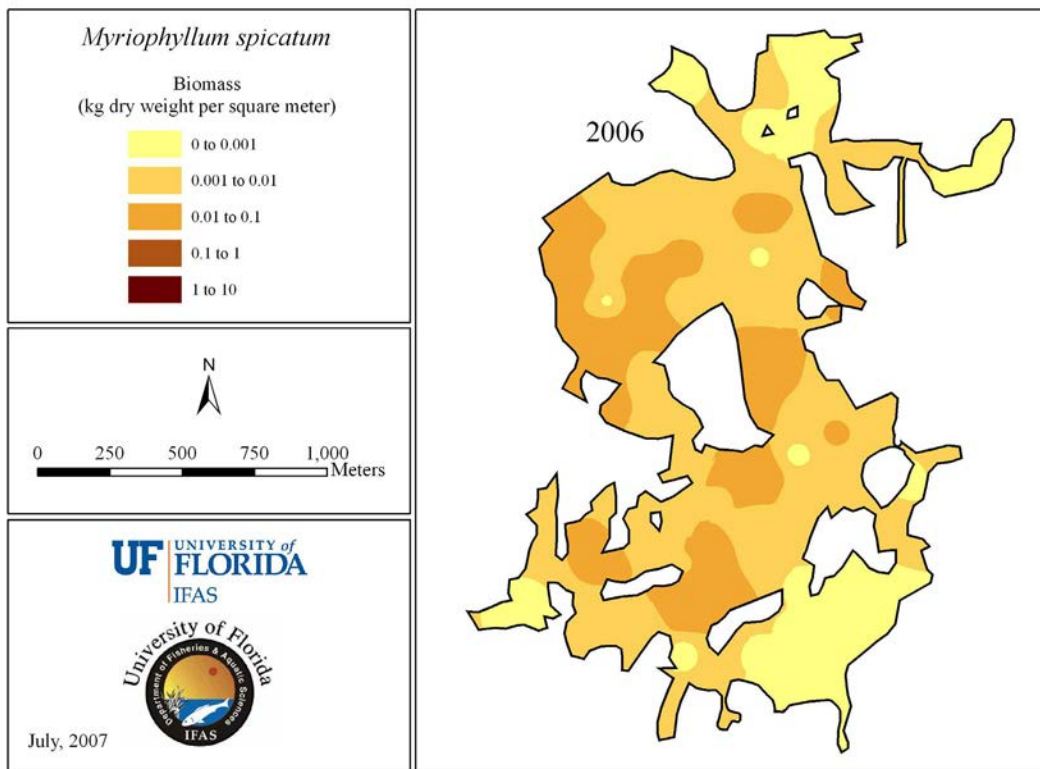 Myriophyllum spicatum
Biomass
(kg dry weight per square meter)
0 to 0.001
0.001 to 0.01
0.01 to 0.1
0.1 to 1
1 to 10
N
0 250 500 750 1,000
Meters
UF UNIVERSITY of
FLORIDA
IFAS
University of Florida
Department of Fisheries & Aquatic Sciences
IFAS
July, 2007
2006